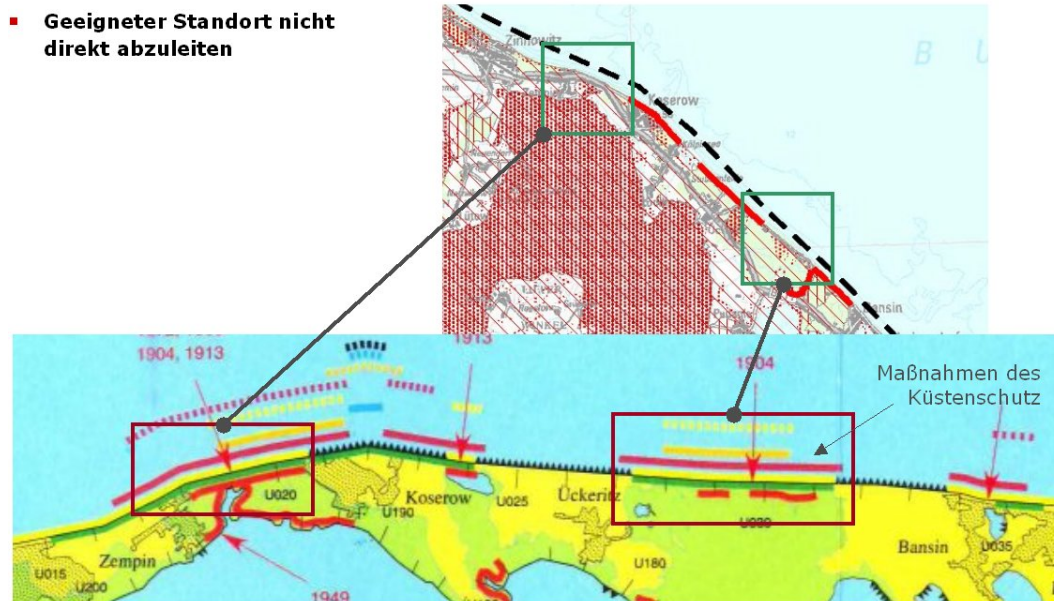 Geeigneter Standort nicht
direkt abzuleiten
Zinnowitz
B U
Koserow
Lütow
Bansin
1904, 1913
1913
1904
Maßnahmen des
Küstenschutz
U020
Koserow
U025
Ückeritz
U190
U030
Zempin
Bansin
U035
U015
U200
U180
1949